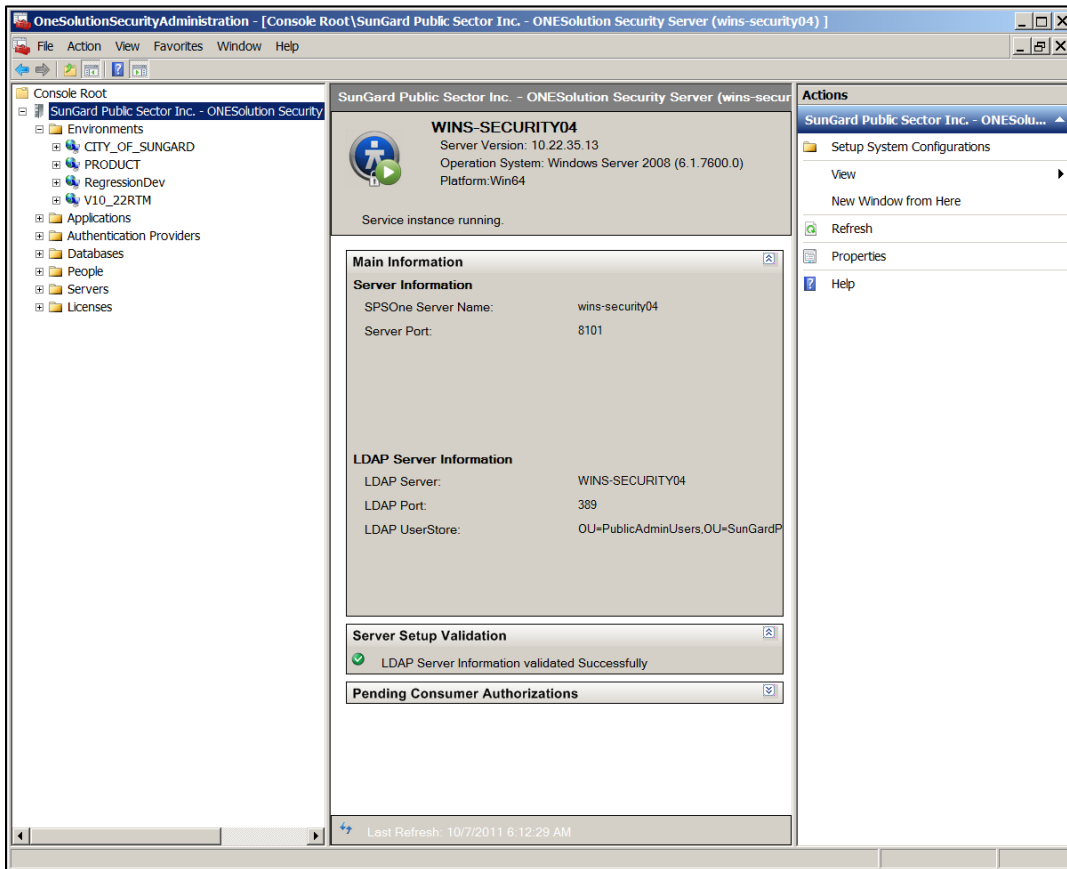 OneSolutionSecurityAdministration - [Console Root\SunGard Public Sector Inc. - ONESolution Security Server (wins-security04) ]
File Action View Favorites Window Help
Console Root
SunGard Public Sector Inc. - ONESolution Security
Environments
CITY_OF_SUNGARD
PRODUCT
RegressionDev
V10_22RTM
Applications
Authentication Providers
Databases
People
Servers
Licenses
SunGard Public Sector Inc. - ONESolution Security Server (wins-secur
WINS-SECURITY04
Server Version: 10.22.35.13
Operation System: Windows Server 2008 (6.1.7600.0)
Platform:Win64
Service instance running.
Main Information
Server Information
SPSOne Server Name: wins-security04
Server Port: 8101
LDAP Server Information
LDAP Server: WINS-SECURITY04
LDAP Port: 389
LDAP UserStore: OU=PublicAdminUsers,OU=SunGardP
Server Setup Validation
LDAP Server Information validated Successfully
Pending Consumer Authorizations
Last Refresh: 10/7/2011 6:12:29 AM
Actions
SunGard Public Sector Inc. - ONESolu...
Setup System Configurations
View
New Window from Here
Refresh
Properties
Help